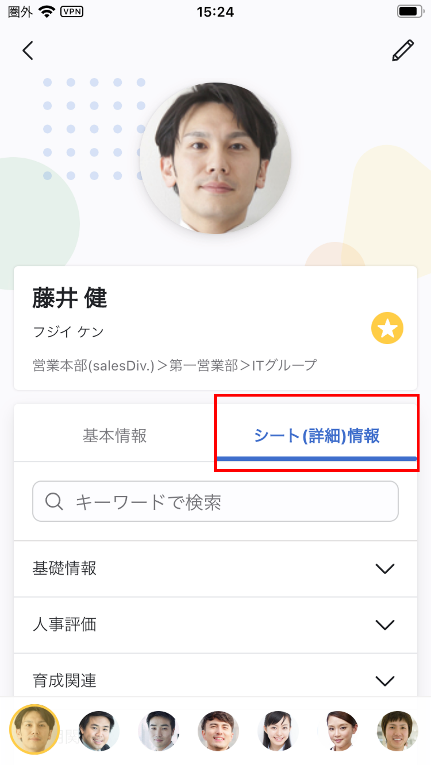 圏外 VPN 15:24
藤井 健
フジイ ケン
営業本部(salesDiv.)＞第一営業部＞ITグループ
基本情報 シート(詳細)情報
キーワードで検索
基礎情報
人事評価
育成関連